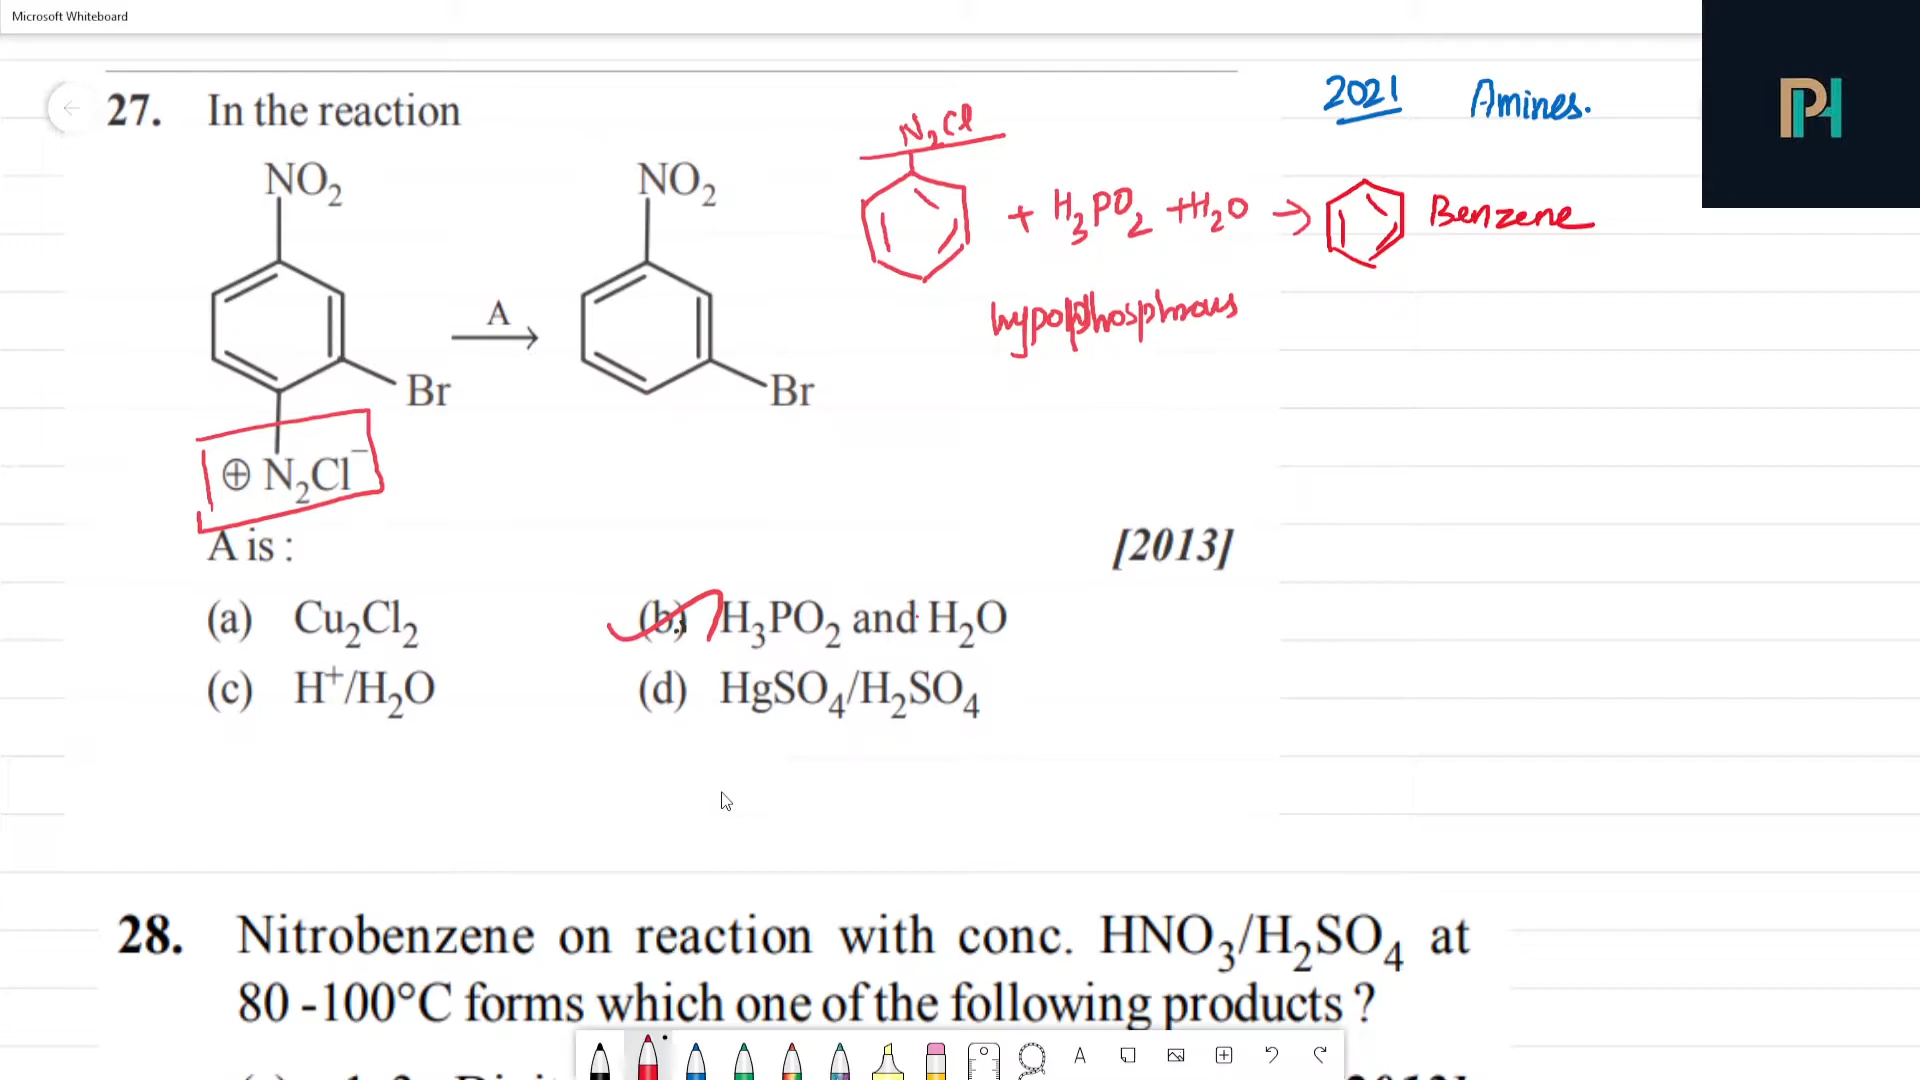 Microsoft Whiteboard
27. In the reaction
2021 Amines.
NO₂ NO₂
N₂Cl
+ H₃PO₂ +H₂O → Benzene
A
hypophosphrous
Br Br
⊕ N₂Cl⁻
A is :
[2013]
(a) Cu₂Cl₂ (b) H₃PO₂ and H₂O
(c) H⁺/H₂O (d) HgSO₄/H₂SO₄
28. Nitrobenzene on reaction with conc. HNO₃/H₂SO₄ at
80 -100°C forms which one of the following products ?
A